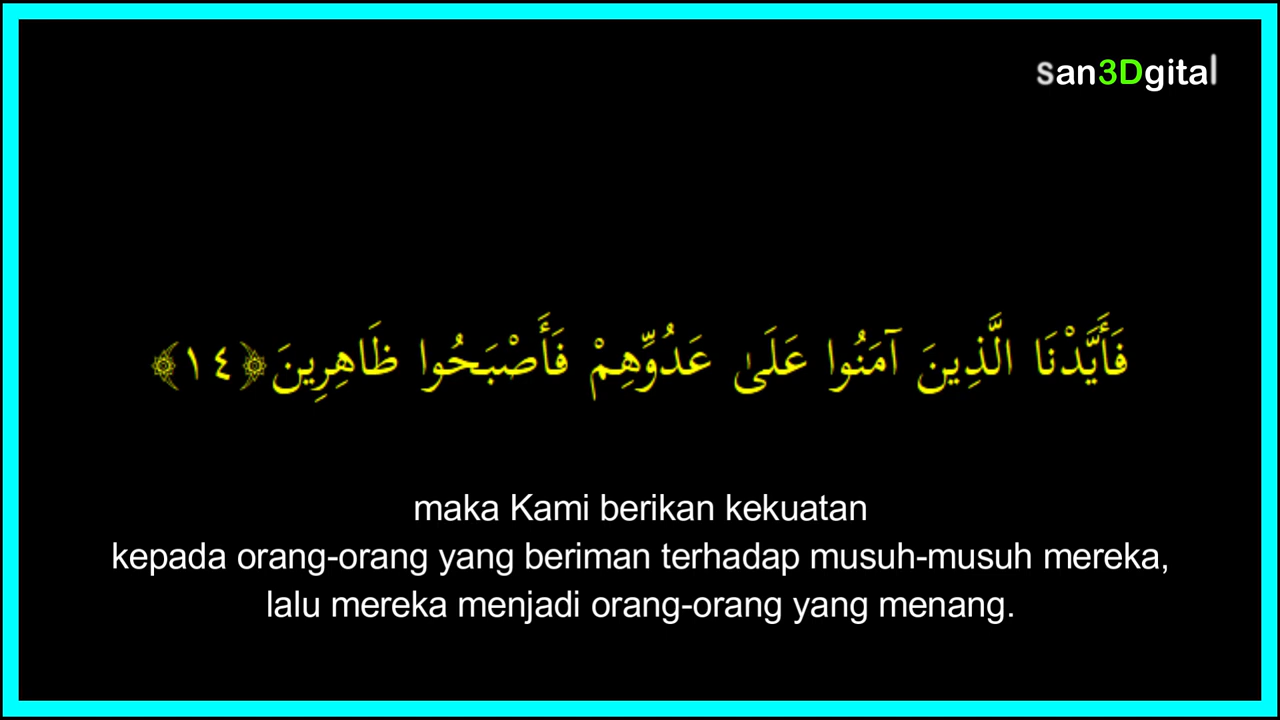 san3Dgital
فَأَيَّدْنَا الَّذِينَ آمَنُوا عَلَىٰ عَدُوِّهِمْ فَأَصْبَحُوا ظَاهِرِينَ ﴿١٤﴾
maka Kami berikan kekuatan
kepada orang-orang yang beriman terhadap musuh-musuh mereka,
lalu mereka menjadi orang-orang yang menang.